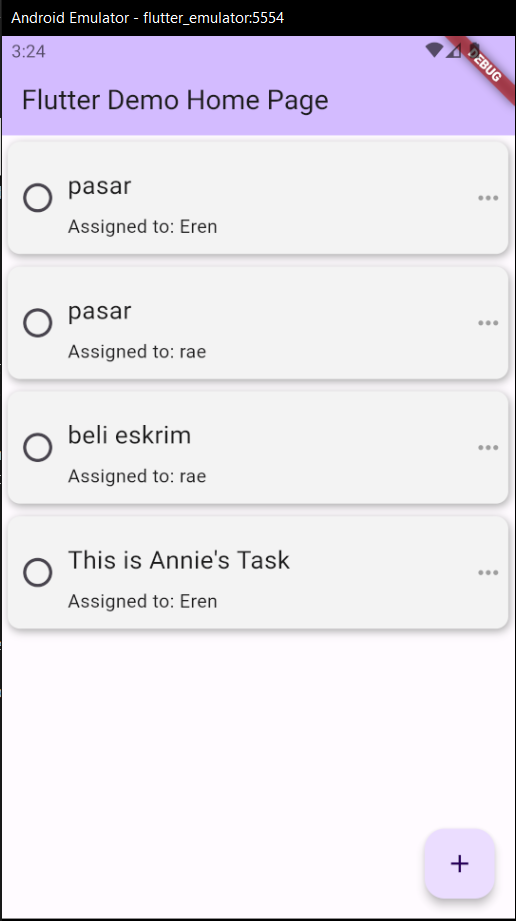 Android Emulator - flutter_emulator:5554
3:24
DEBUG
Flutter Demo Home Page
pasar
Assigned to: Eren
pasar
Assigned to: rae
beli eskrim
Assigned to: rae
This is Annie's Task
Assigned to: Eren